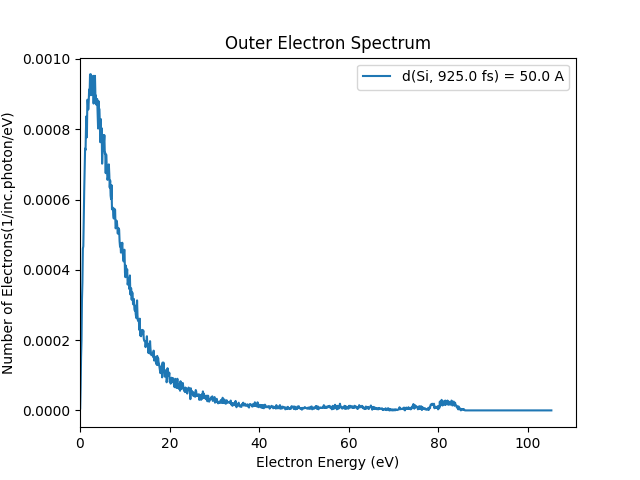 Outer Electron Spectrum
d(Si, 925.0 fs) = 50.0 A
Number of Electrons(1/inc.photon/eV)
0.0010
0.0008
0.0006
0.0004
0.0002
0.0000
0 20 40 60 80 100
Electron Energy (eV)